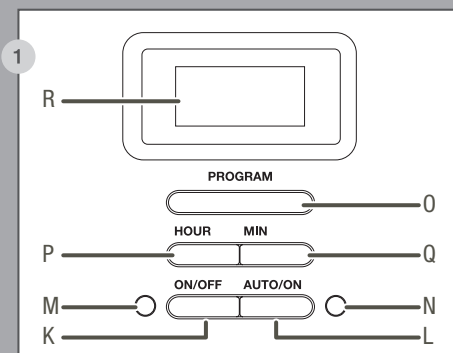 1
R
PROGRAM
O
HOUR MIN
P Q
ON/OFF AUTO/ON
M N
K L